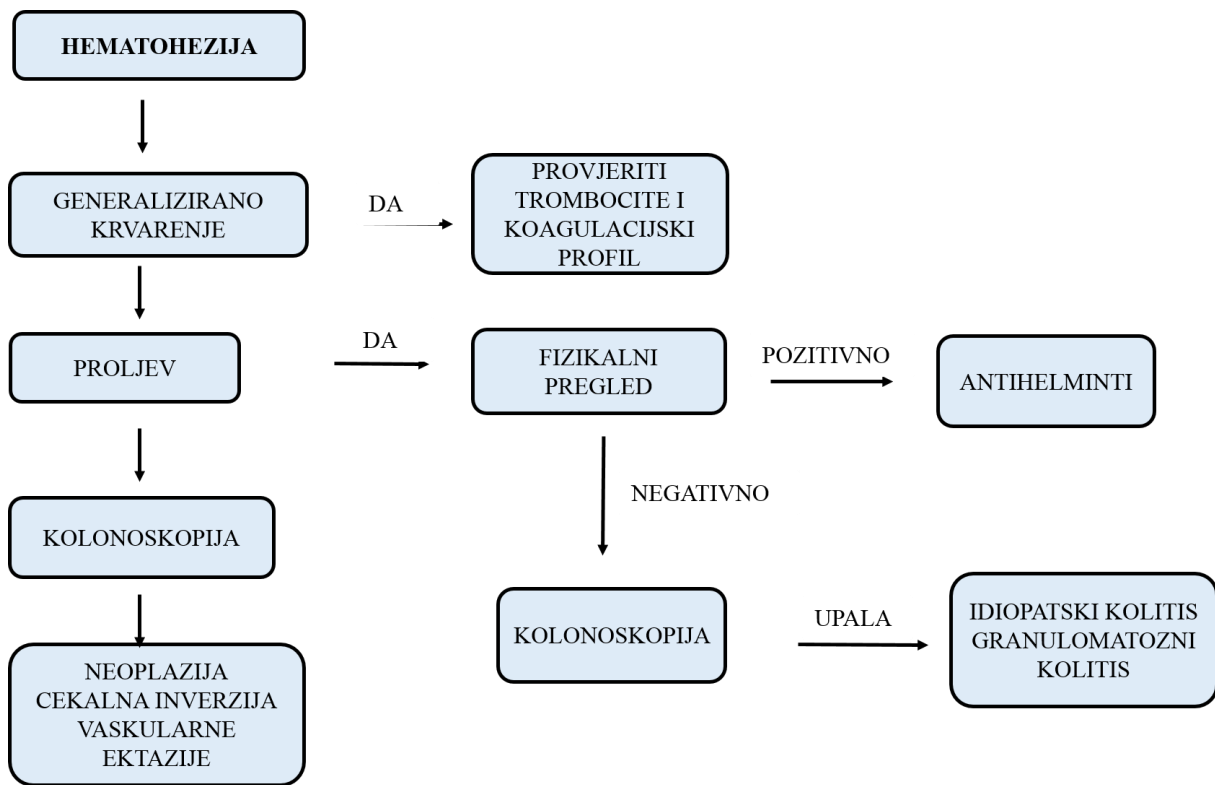 HEMATOHEZIJA
GENERALIZIRANO
KRVARENJE
DA
PROVJERITI
TROMBOCITE I
KOAGULACIJSKI
PROFIL
PROLJEV
DA
FIZIKALNI
PREGLED
POZITIVNO
ANTIHELMINTI
NEGATIVNO
KOLONOSKOPIJA
KOLONOSKOPIJA
UPALA
IDIOPATSKI KOLITIS
GRANULOMATOZNI
KOLITIS
NEOPLAZIJA
CEKALNA INVERZIJA
VASKULARNE
EKTAZIJE